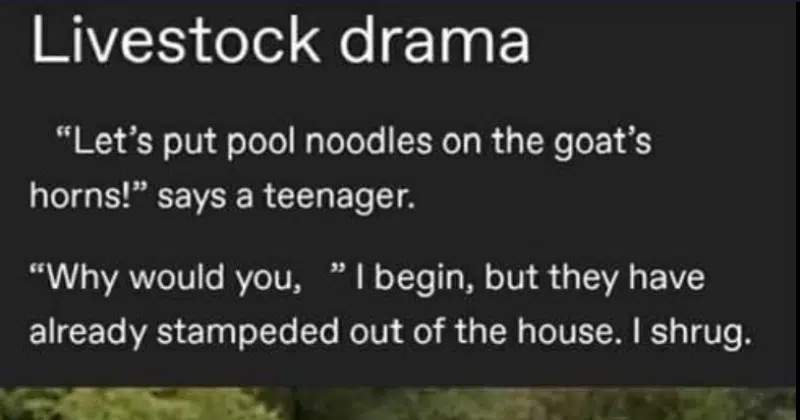 Livestock drama
“Let’s put pool noodles on the goat’s
horns!” says a teenager.
“Why would you, ” I begin, but they have
already stampeded out of the house. I shrug.